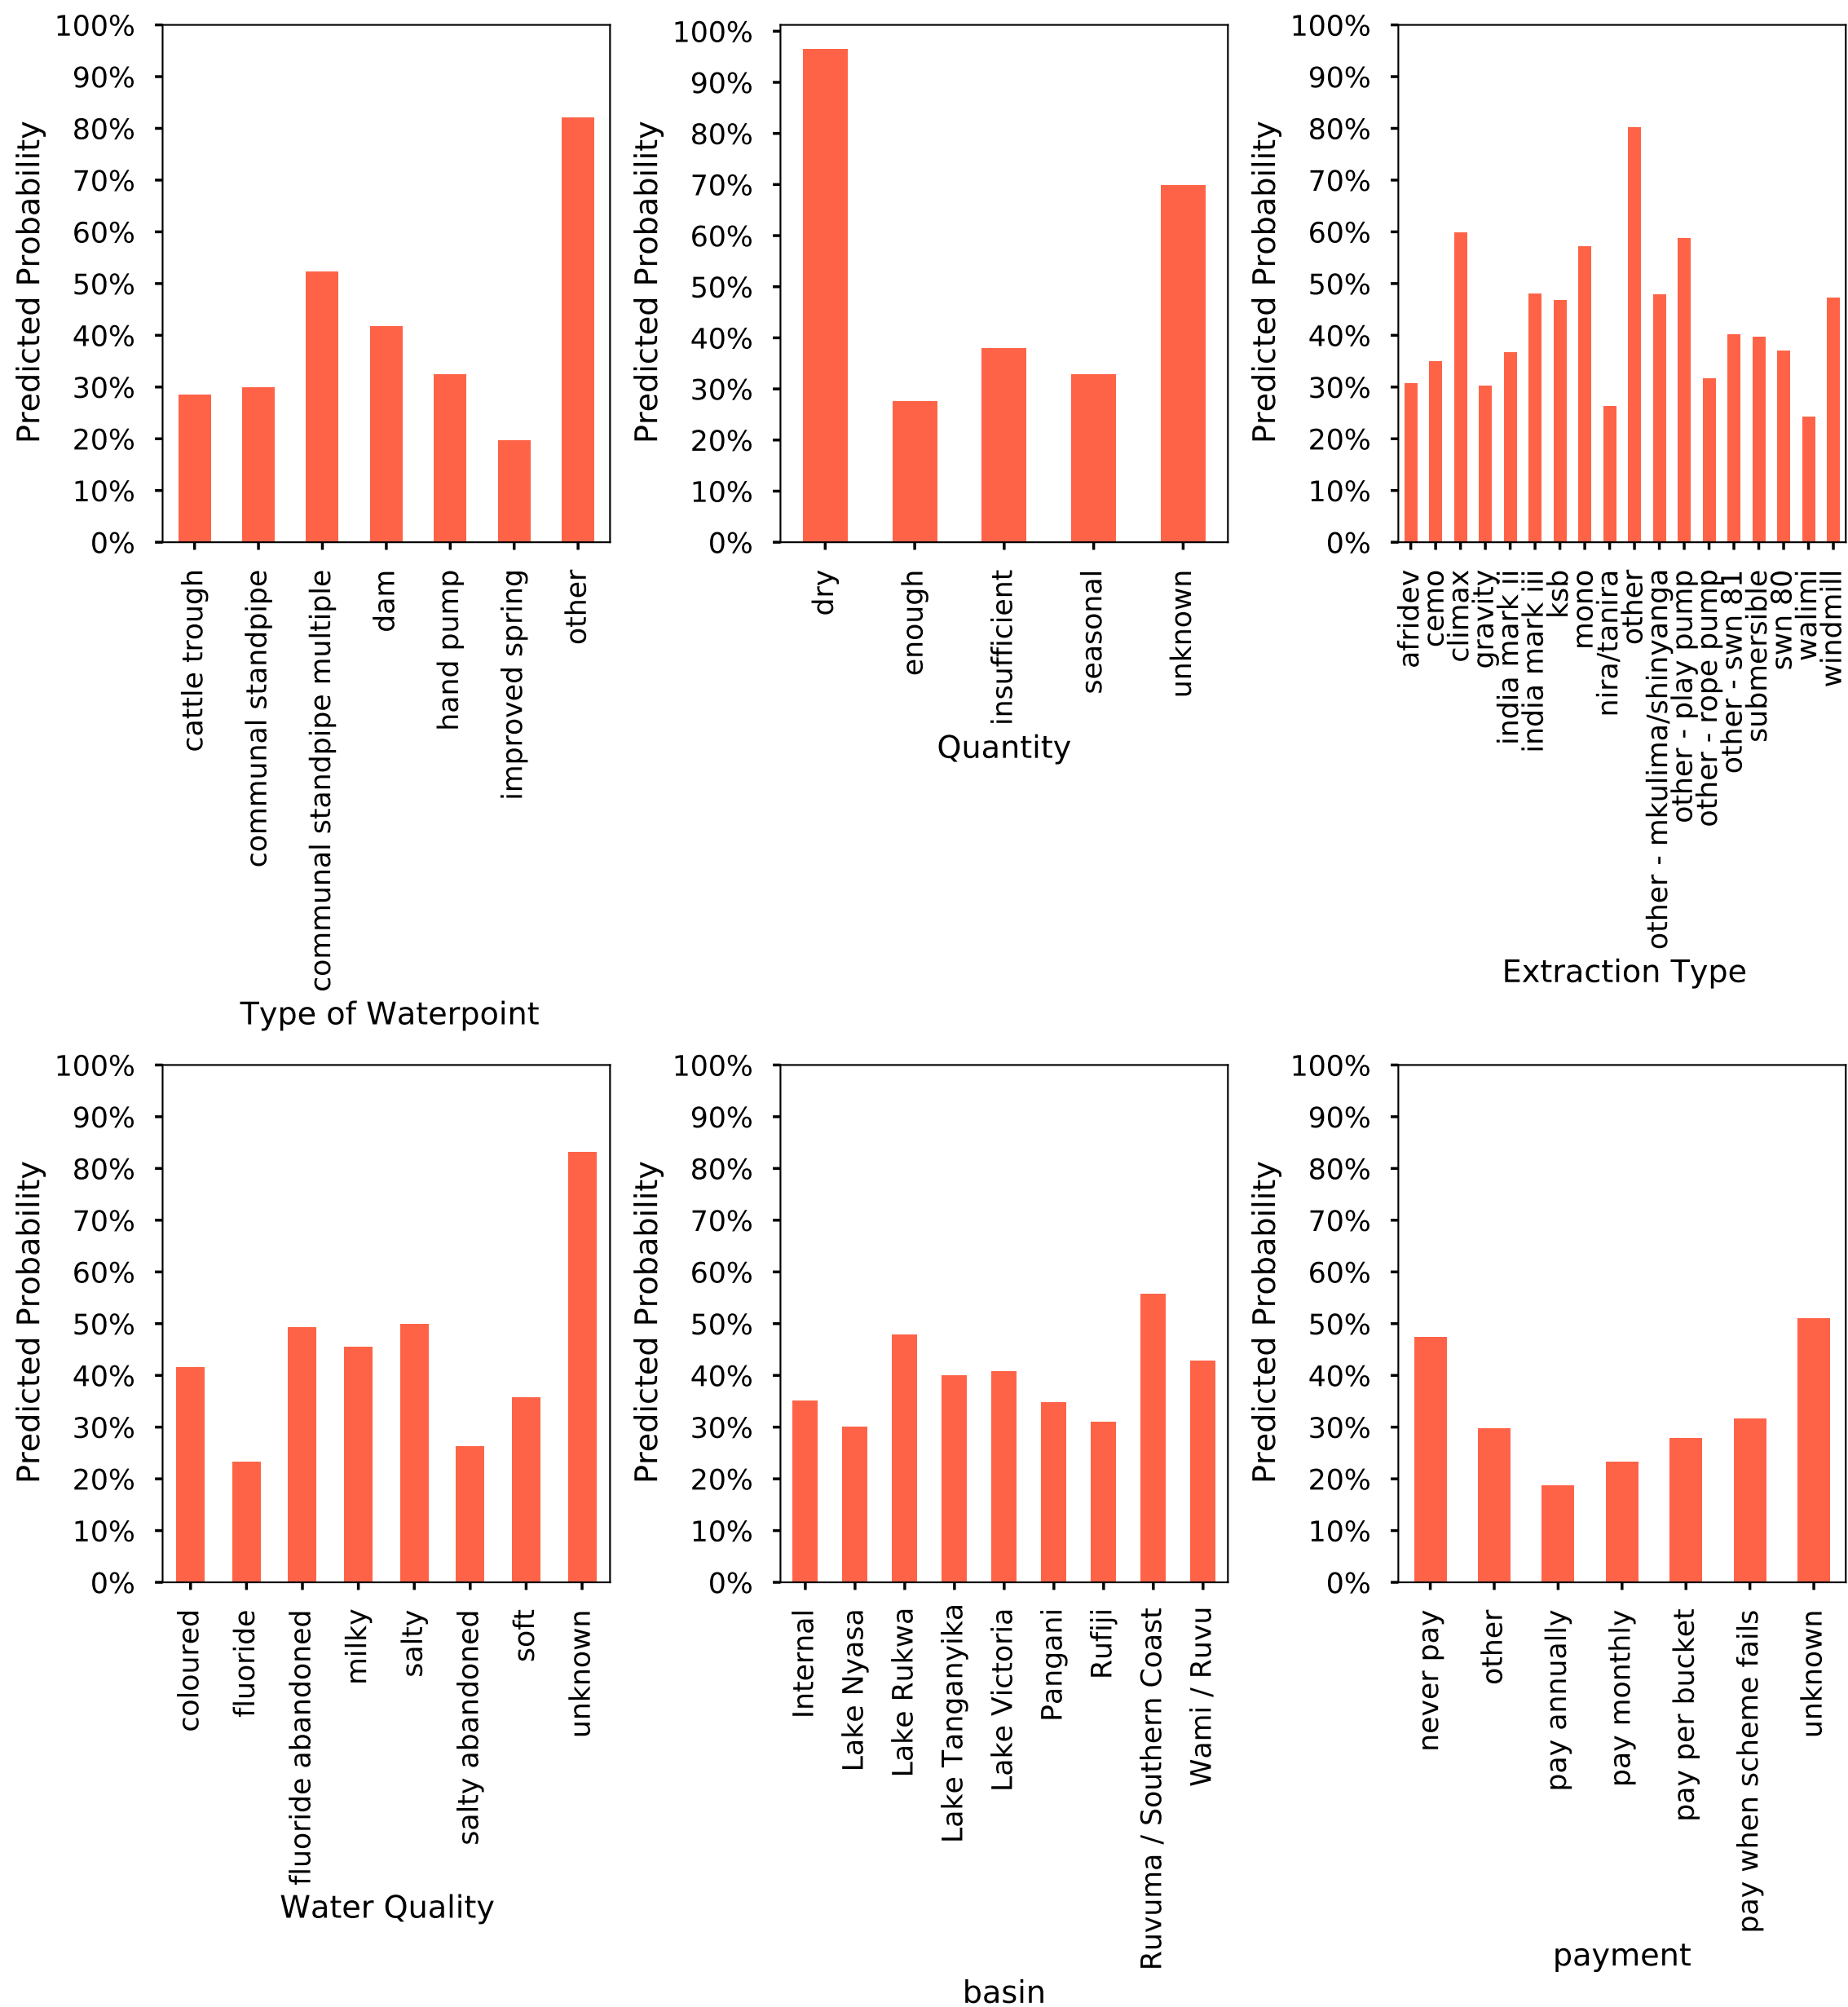 100%
90%
80%
70%
60%
50%
40%
30%
20%
10%
0%
Predicted Probability
cattle trough
communal standpipe
communal standpipe multiple
dam
hand pump
improved spring
other
Type of Waterpoint
100%
90%
80%
70%
60%
50%
40%
30%
20%
10%
0%
Predicted Probability
dry
enough
insufficient
seasonal
unknown
Quantity
100%
90%
80%
70%
60%
50%
40%
30%
20%
10%
0%
Predicted Probability
afridev
cemo
climax
gravity
india mark ii
india mark iii
ksb
mono
nira/tanira
other
other - mkulima/shinyanga
other - play pump
other - rope pump
other - swn 81
submersible
swn 80
walimi
windmill
Extraction Type
100%
90%
80%
70%
60%
50%
40%
30%
20%
10%
0%
Predicted Probability
coloured
fluoride
fluoride abandoned
milky
salty
salty abandoned
soft
unknown
Water Quality
100%
90%
80%
70%
60%
50%
40%
30%
20%
10%
0%
Predicted Probability
Internal
Lake Nyasa
Lake Rukwa
Lake Tanganyika
Lake Victoria
Pangani
Rufiji
Ruvuma / Southern Coast
Wami / Ruvu
basin
100%
90%
80%
70%
60%
50%
40%
30%
20%
10%
0%
Predicted Probability
never pay
other
pay annually
pay monthly
pay per bucket
pay when scheme fails
unknown
payment